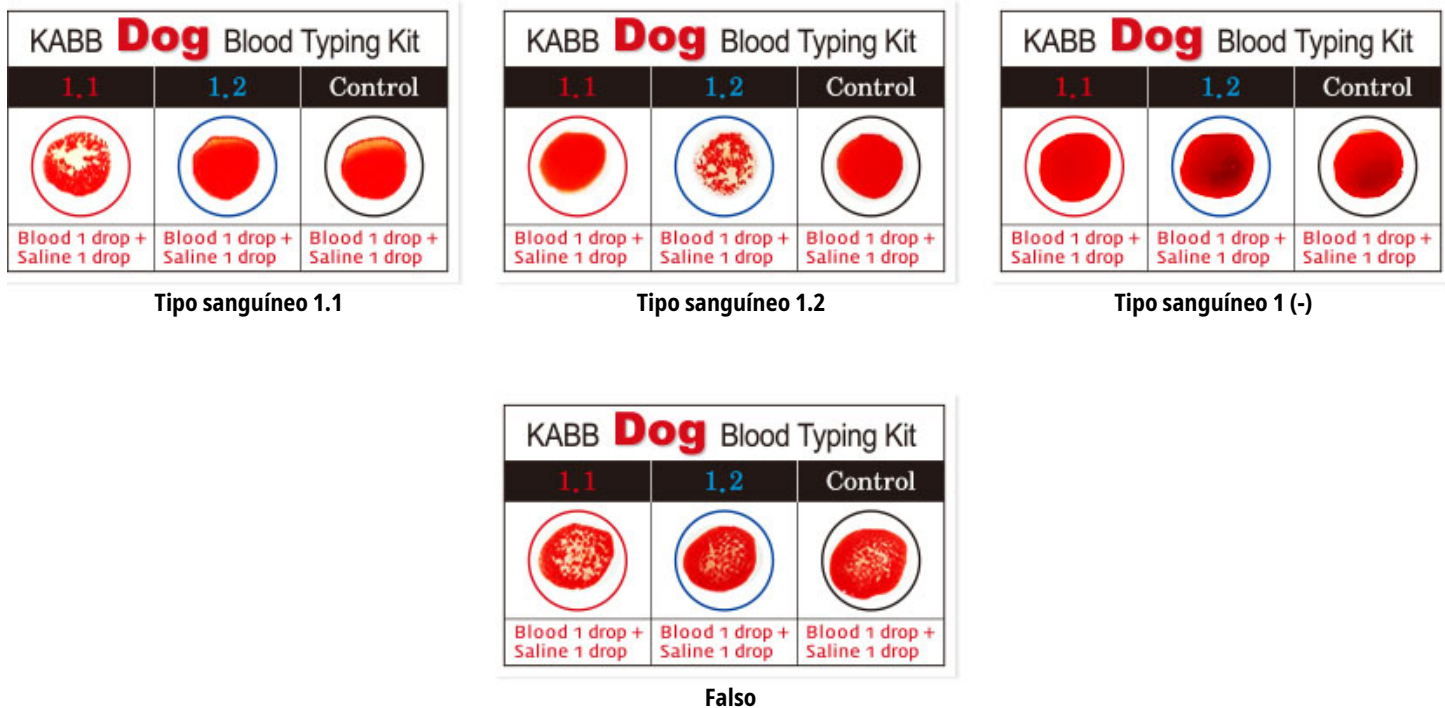 KABB Dog Blood Typing Kit
1.1 1.2 Control
Blood 1 drop + Saline 1 drop
Blood 1 drop + Saline 1 drop
Blood 1 drop + Saline 1 drop
Tipo sanguíneo 1.1
KABB Dog Blood Typing Kit
1.1 1.2 Control
Blood 1 drop + Saline 1 drop
Blood 1 drop + Saline 1 drop
Blood 1 drop + Saline 1 drop
Tipo sanguíneo 1.2
KABB Dog Blood Typing Kit
1.1 1.2 Control
Blood 1 drop + Saline 1 drop
Blood 1 drop + Saline 1 drop
Blood 1 drop + Saline 1 drop
Tipo sanguíneo 1 (-)
KABB Dog Blood Typing Kit
1.1 1.2 Control
Blood 1 drop + Saline 1 drop
Blood 1 drop + Saline 1 drop
Blood 1 drop + Saline 1 drop
Falso